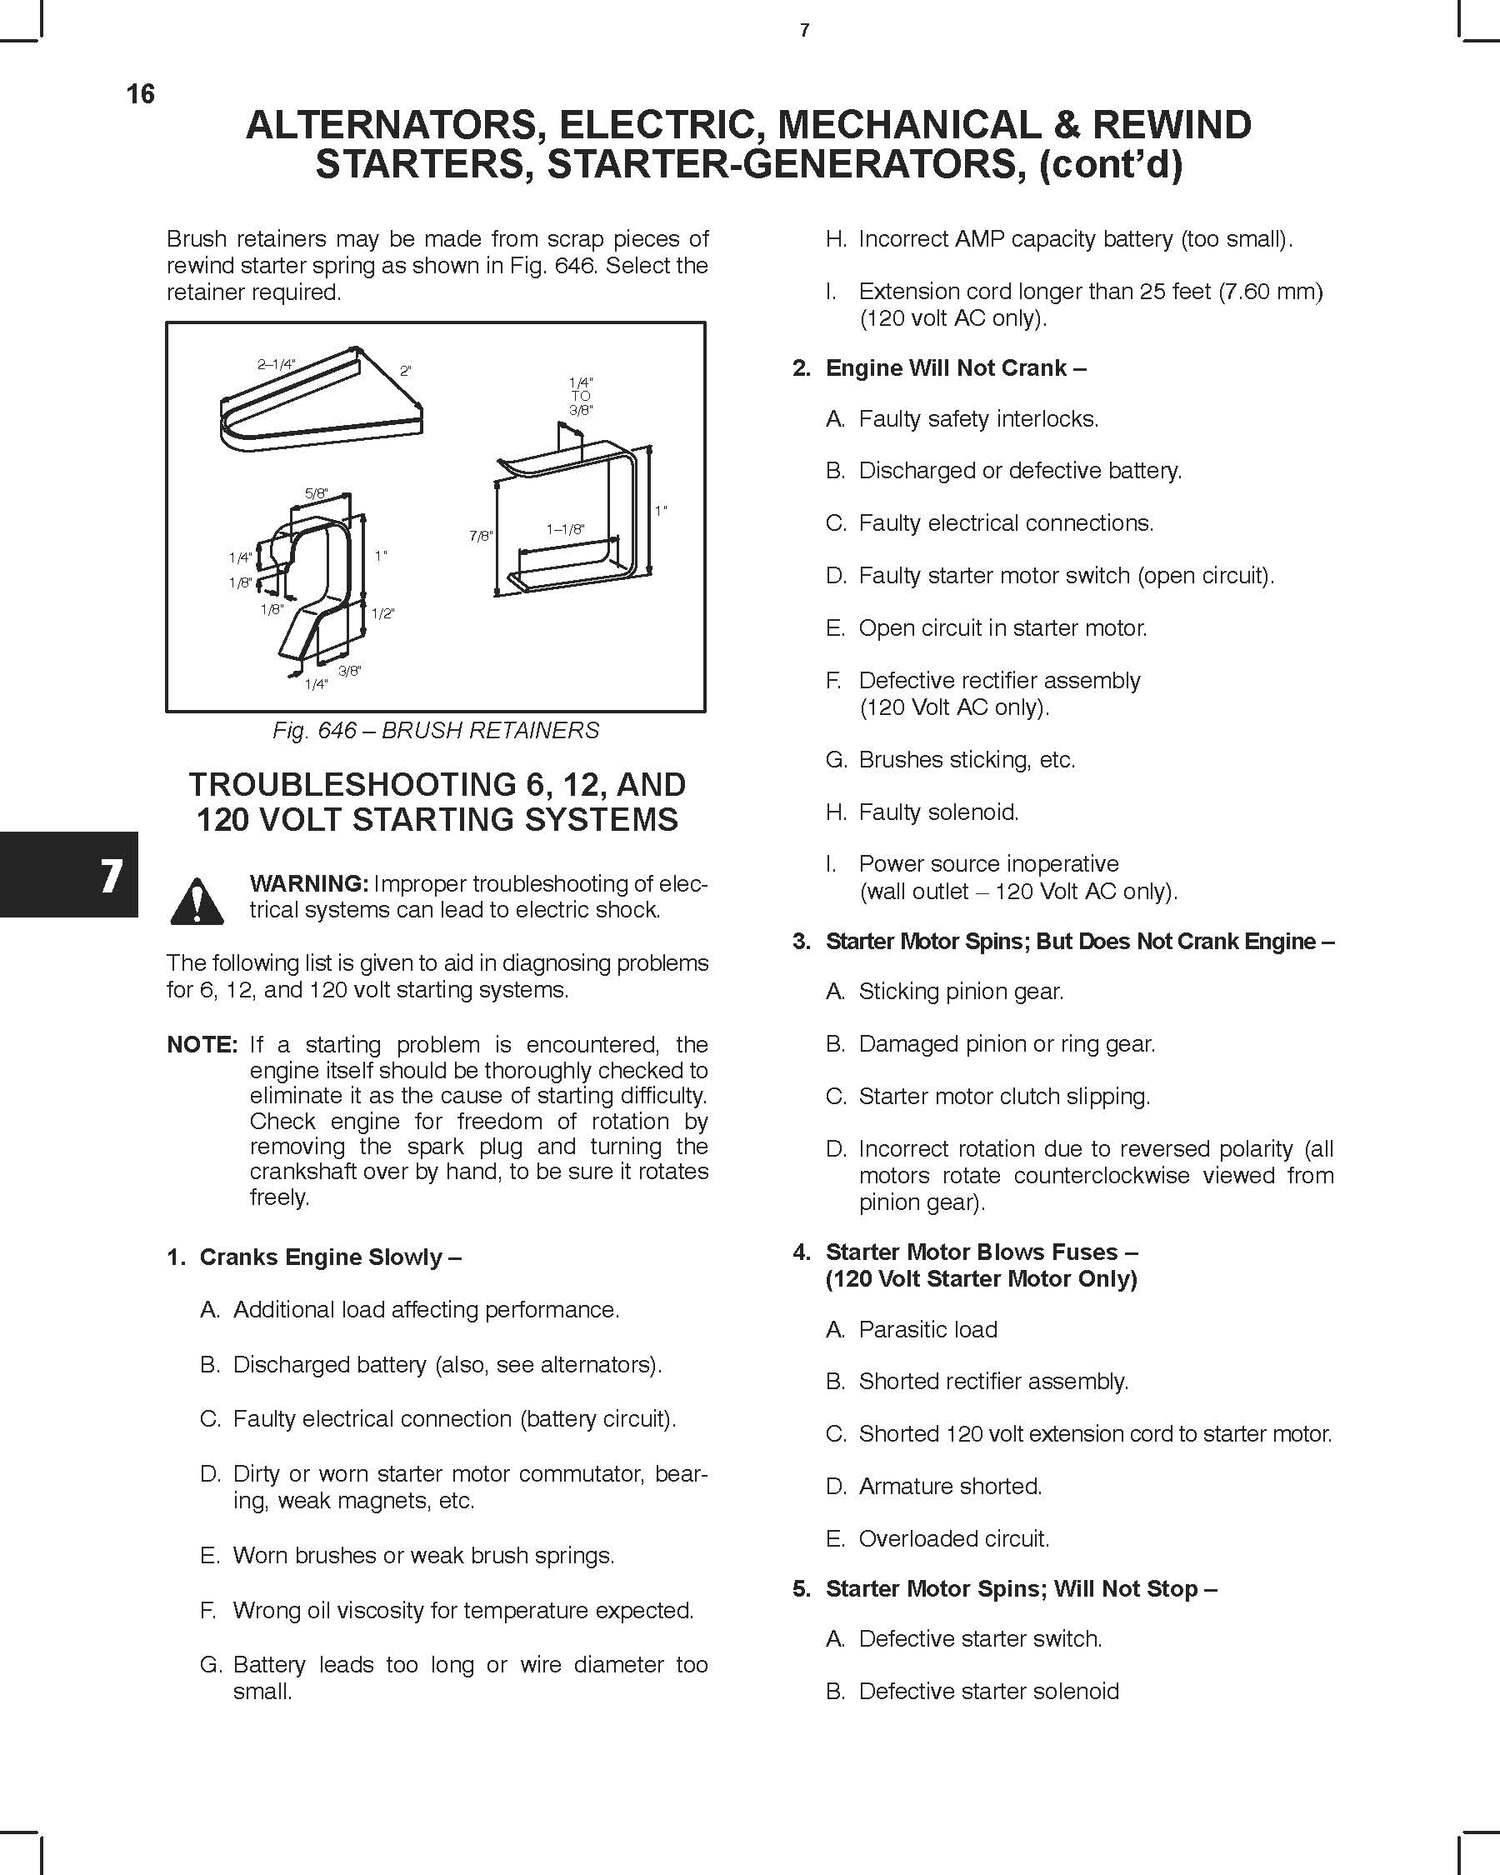 7
16
ALTERNATORS, ELECTRIC, MECHANICAL & REWIND
STARTERS, STARTER-GENERATORS, (cont’d)
Brush retainers may be made from scrap pieces of
rewind starter spring as shown in Fig. 646. Select the
retainer required.
2–1/4"
2"
1/4"
TO
3/8"
5/8"
1"
7/8"
1–1/8"
1/4"
1"
1/8"
1/8"
1/2"
3/8"
1/4"
Fig. 646 – BRUSH RETAINERS
TROUBLESHOOTING 6, 12, AND
120 VOLT STARTING SYSTEMS
7
WARNING: Improper troubleshooting of elec-
trical systems can lead to electric shock.
The following list is given to aid in diagnosing problems
for 6, 12, and 120 volt starting systems.
NOTE: If a starting problem is encountered, the
engine itself should be thoroughly checked to
eliminate it as the cause of starting difficulty.
Check engine for freedom of rotation by
removing the spark plug and turning the
crankshaft over by hand, to be sure it rotates
freely.
1. Cranks Engine Slowly –
A. Additional load affecting performance.
B. Discharged battery (also, see alternators).
C. Faulty electrical connection (battery circuit).
D. Dirty or worn starter motor commutator, bear-
ing, weak magnets, etc.
E. Worn brushes or weak brush springs.
F. Wrong oil viscosity for temperature expected.
G. Battery leads too long or wire diameter too
small.
H. Incorrect AMP capacity battery (too small).
I. Extension cord longer than 25 feet (7.60 mm)
(120 volt AC only).
2. Engine Will Not Crank –
A. Faulty safety interlocks.
B. Discharged or defective battery.
C. Faulty electrical connections.
D. Faulty starter motor switch (open circuit).
E. Open circuit in starter motor.
F. Defective rectifier assembly
(120 Volt AC only).
G. Brushes sticking, etc.
H. Faulty solenoid.
I. Power source inoperative
(wall outlet – 120 Volt AC only).
3. Starter Motor Spins; But Does Not Crank Engine –
A. Sticking pinion gear.
B. Damaged pinion or ring gear.
C. Starter motor clutch slipping.
D. Incorrect rotation due to reversed polarity (all
motors rotate counterclockwise viewed from
pinion gear).
4. Starter Motor Blows Fuses –
(120 Volt Starter Motor Only)
A. Parasitic load
B. Shorted rectifier assembly.
C. Shorted 120 volt extension cord to starter motor.
D. Armature shorted.
E. Overloaded circuit.
5. Starter Motor Spins; Will Not Stop –
A. Defective starter switch.
B. Defective starter solenoid